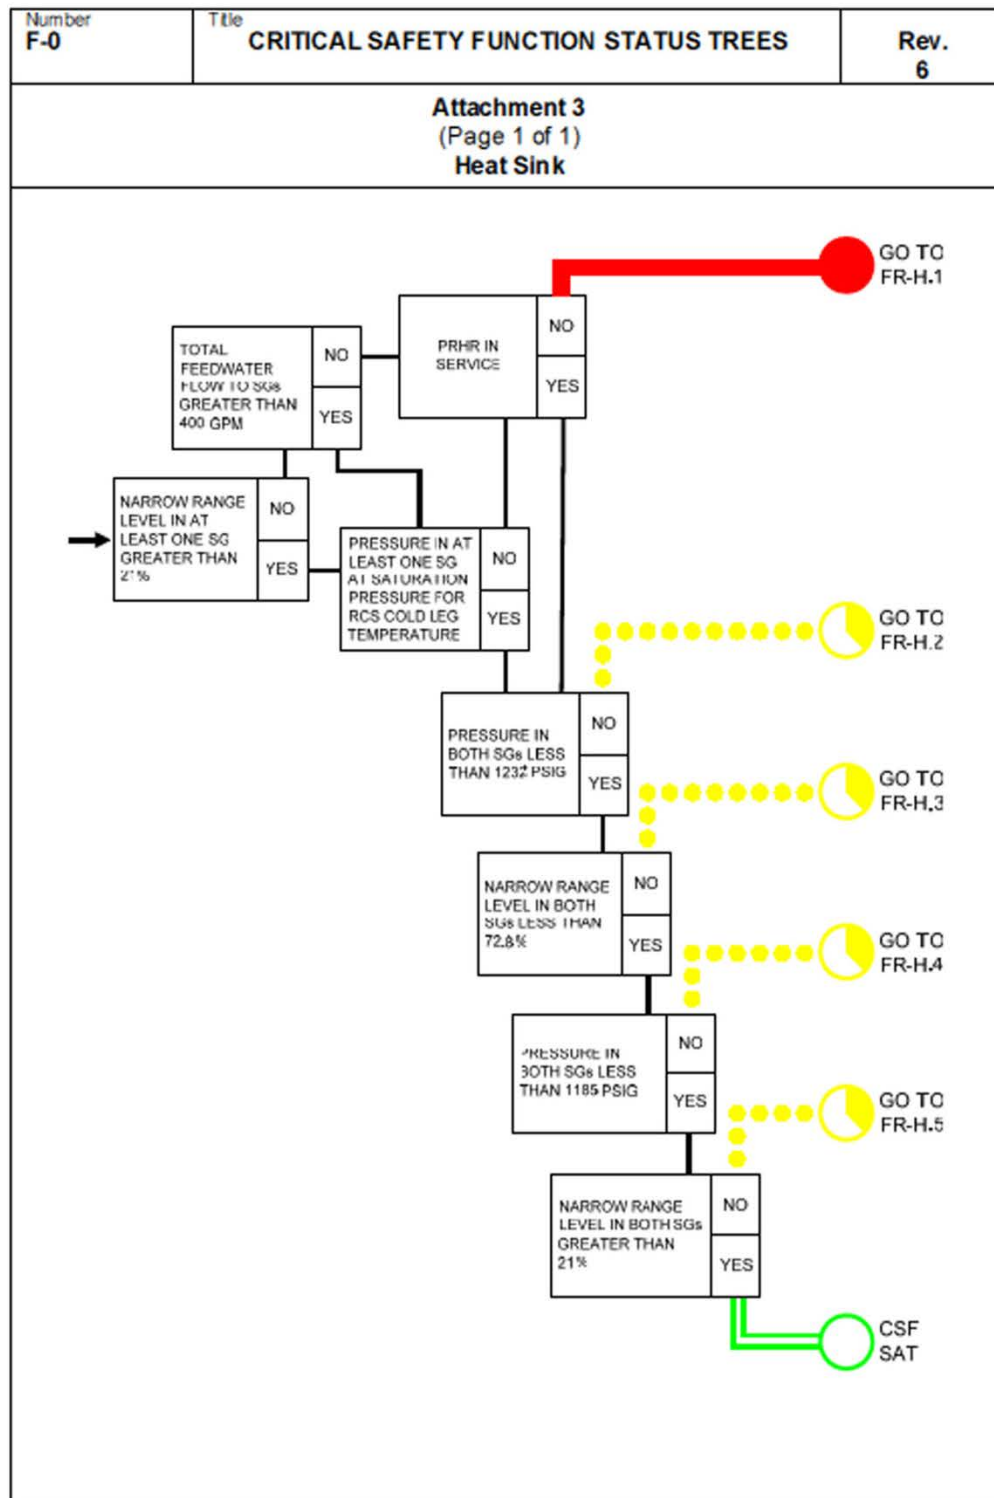 Number
F-0
Title
CRITICAL SAFETY FUNCTION STATUS TREES
Rev.
6
Attachment 3
(Page 1 of 1)
Heat Sink
GO TO
FR-H.1
PRHR IN
SERVICE
NO
YES
TOTAL
FEEDWATER
FLOW TO SGs
GREATER THAN
400 GPM
NO
YES
NARROW RANGE
LEVEL IN AT
LEAST ONE SG
GREATER THAN
21%
NO
YES
PRESSURE IN AT
LEAST ONE SG
AT SATURATION
PRESSURE FOR
RCS COLD LEG
TEMPERATURE
NO
YES
GO TO
FR-H.2
PRESSURE IN
BOTH SGs LESS
THAN 1232 PSIG
NO
YES
GO TO
FR-H.3
NARROW RANGE
LEVEL IN BOTH
SGs LESS THAN
72.8%
NO
YES
GO TO
FR-H.4
PRESSURE IN
BOTH SGs LESS
THAN 1185 PSIG
NO
YES
GO TO
FR-H.5
NARROW RANGE
LEVEL IN BOTH SGs
GREATER THAN
21%
NO
YES
CSF
SAT